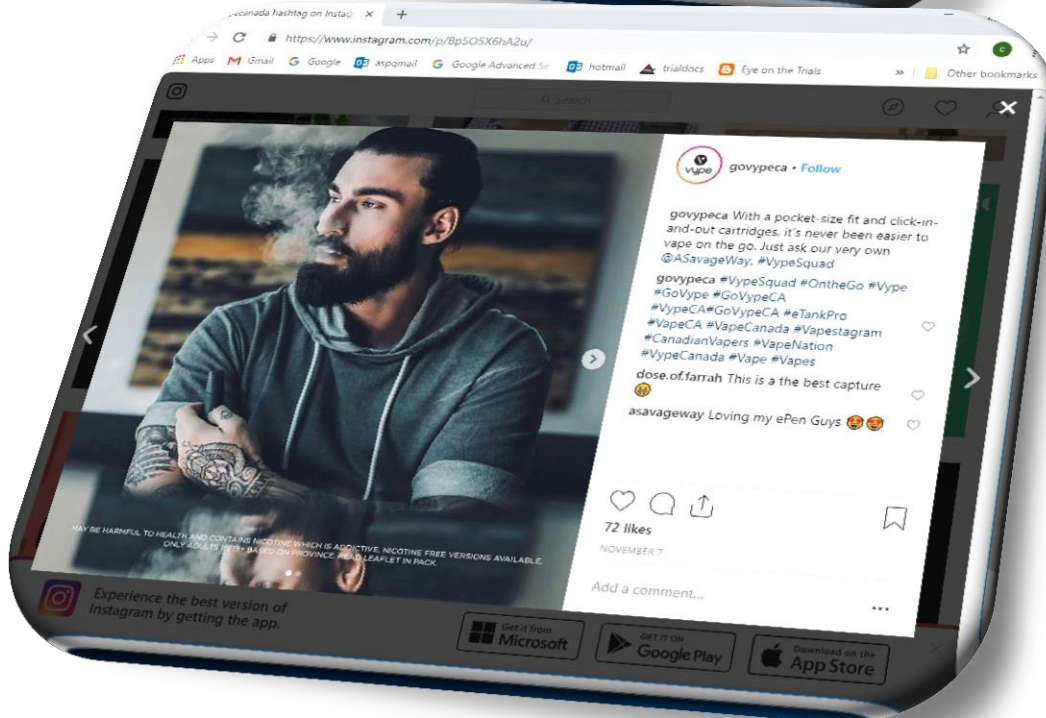 canada hashtag on Instag
https://www.instagram.com/p/Bp5O5X6hA2u/
Apps Gmail Google aspqmail Google Advanced Se hotmail trialdocs Eye on the Trials » Other bookmarks
Search
vype
govypeca • Follow
govypeca With a pocket-size fit and click-in-
and-out cartridges, it's never been easier to
vape on the go. Just ask our very own
@ASavageWay. #VypeSquad
govypeca #VypeSquad #OntheGo #Vype
#GoVype #GoVypeCA
#VypeCA#GoVypeCA #eTankPro
#VapeCA #VapeCanada #Vapestagram
#CanadianVapers #VapeNation
#VypeCanada #Vape #Vapes
dose.of.farrah This is a the best capture
asavageway Loving my ePen Guys 🤩🤩
72 likes
NOVEMBER 7
Add a comment...
MAY BE HARMFUL TO HEALTH AND CONTAINS NICOTINE WHICH IS ADDICTIVE. NICOTINE FREE VERSIONS AVAILABLE.
ONLY ADULTS BASED ON PROVINCE. READ LEAFLET IN PACK.
Experience the best version of
Instagram by getting the app.
Get it from
Microsoft
GET IT ON
Google Play
Download on the
App Store